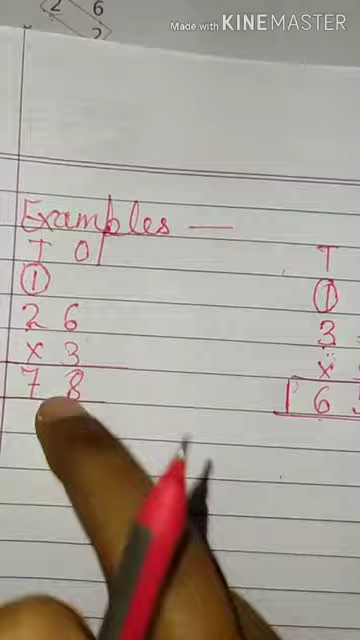 2 6
2
Made with KINEMASTER
Examples —
T O
①
2 6
x 3
7 8
T
①
3
x
1 6